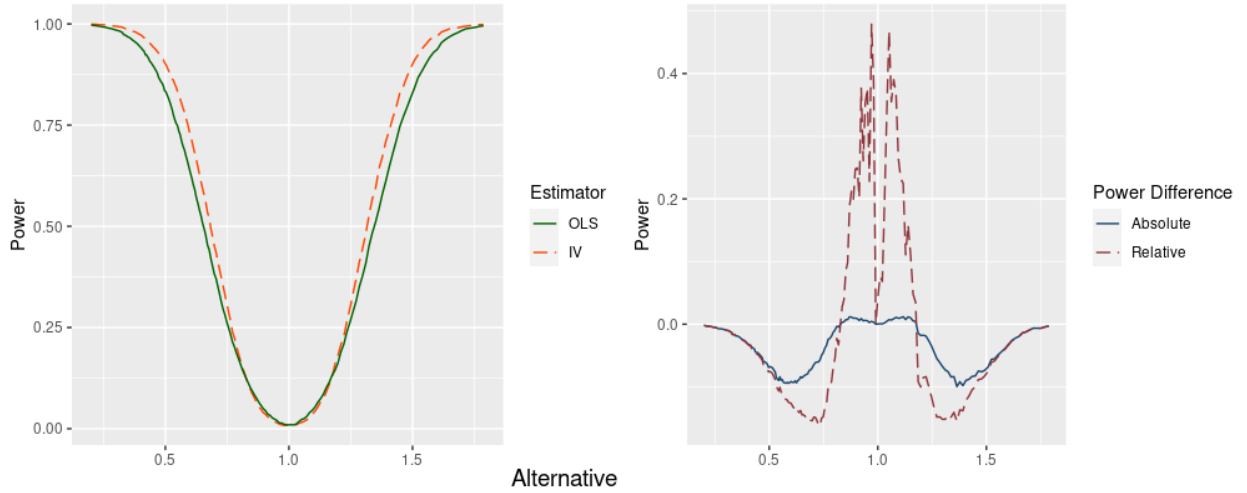 1.00
0.75
0.50
0.25
0.00
Power
0.5
1.0
1.5
Estimator
OLS
IV
0.4
0.2
0.0
Power
0.5
1.0
1.5
Power Difference
Absolute
Relative
Alternative